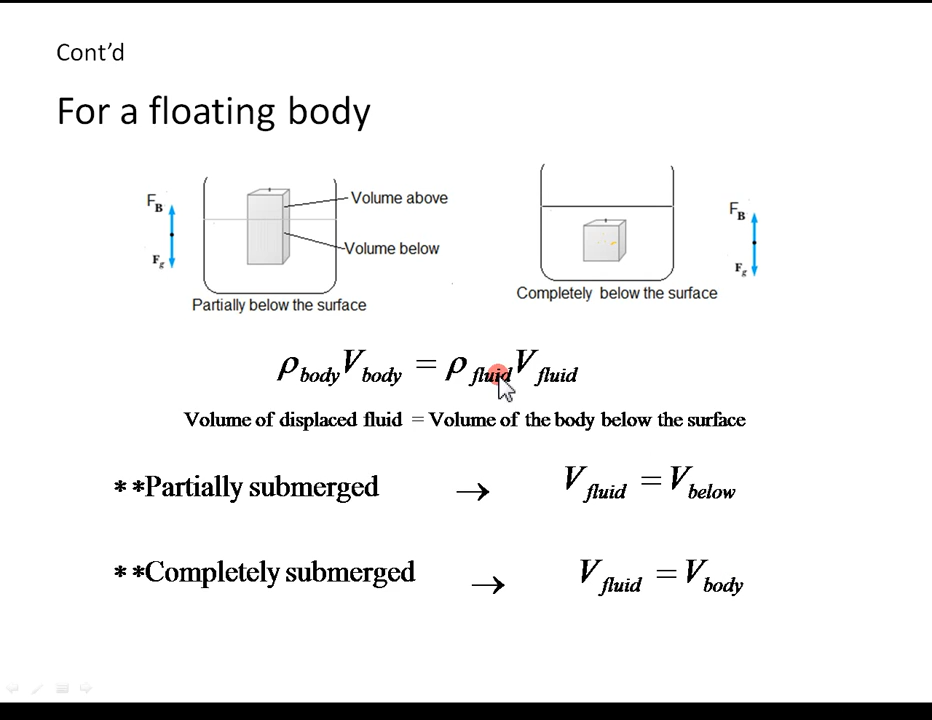 Cont’d
For a floating body
F_B
F_g
Volume above
Volume below
Partially below the surface
F_B
F_g
Completely below the surface
ρ_body V_body = ρ_fluid V_fluid
Volume of displaced fluid = Volume of the body below the surface
**Partially submerged → V_fluid = V_below
**Completely submerged → V_fluid = V_body